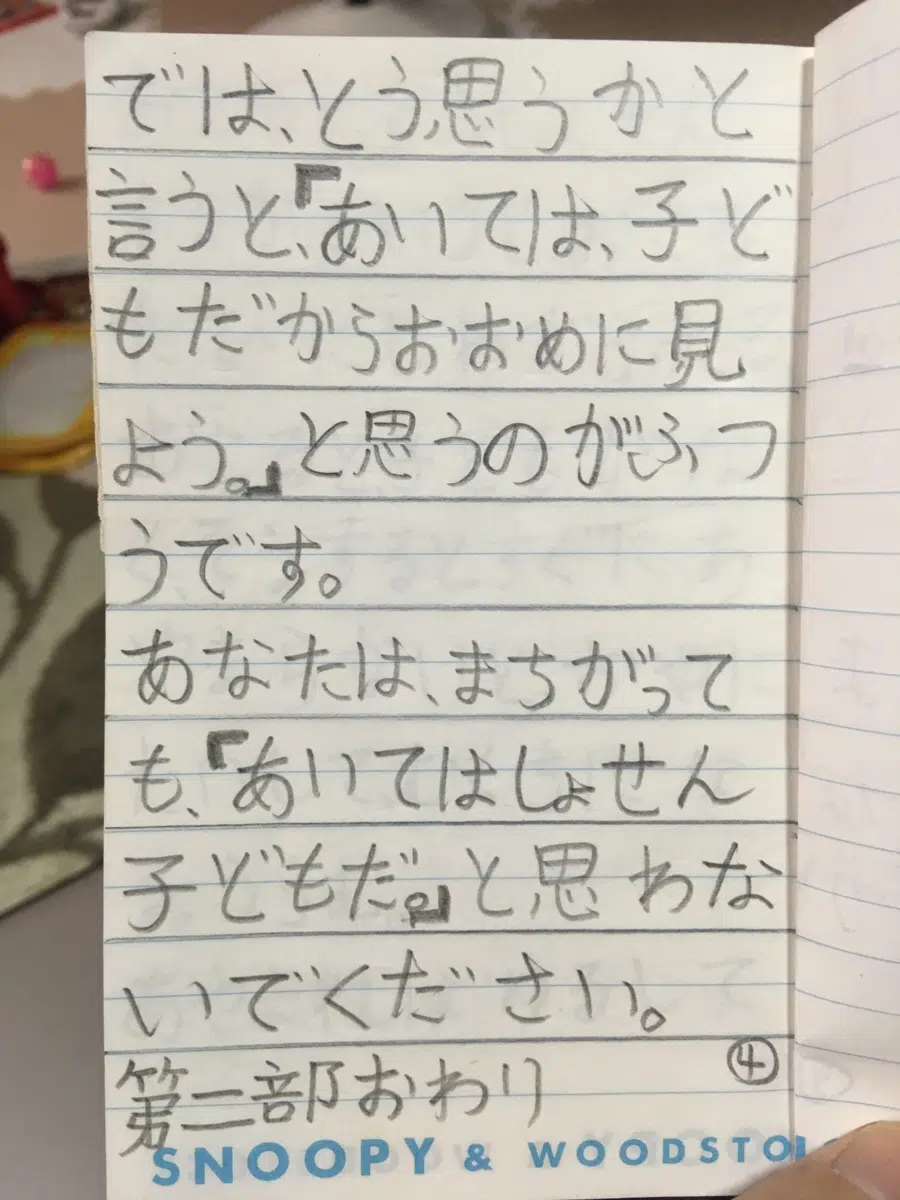 では、とう思うかと
言うと、『あいては、子ど
もだからおおめに見
よう。』と思うのがふつ
うです。
あなたは、まちがって
も、『あいてはしょせん
子どもだ。』と思わな
いでください。
④
第二部おわり
SNOOPY & WOODSTO